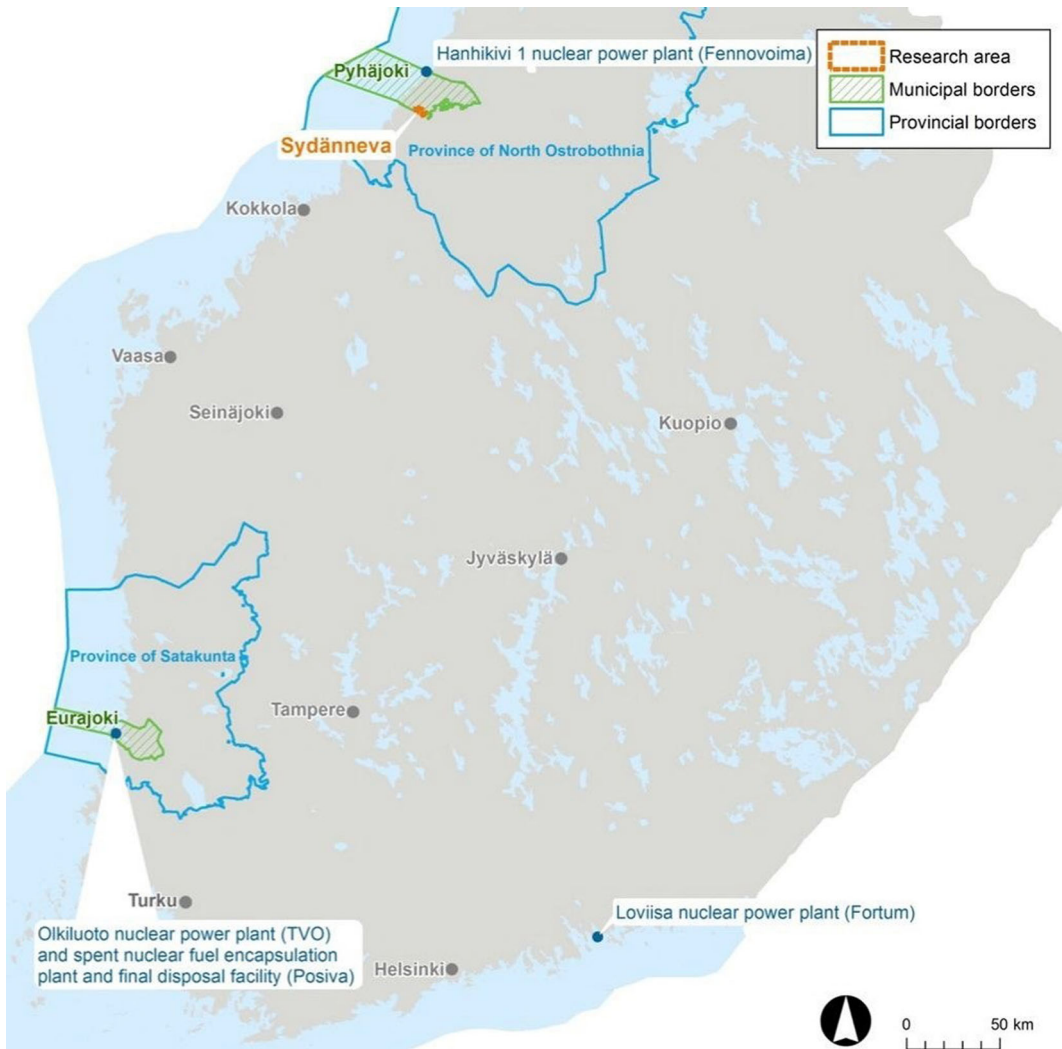 Hanhikivi 1 nuclear power plant (Fennovoima)
Pyhäjoki
Research area
Municipal borders
Provincial borders
Sydänneva
Province of North Ostrobothnia
Kokkola
Vaasa
Seinäjoki
Kuopio
Jyväskylä
Province of Satakunta
Eurajoki
Tampere
Turku
Loviisa nuclear power plant (Fortum)
Olkiluoto nuclear power plant (TVO)
and spent nuclear fuel encapsulation
plant and final disposal facility (Posiva)
Helsinki
0 50 km